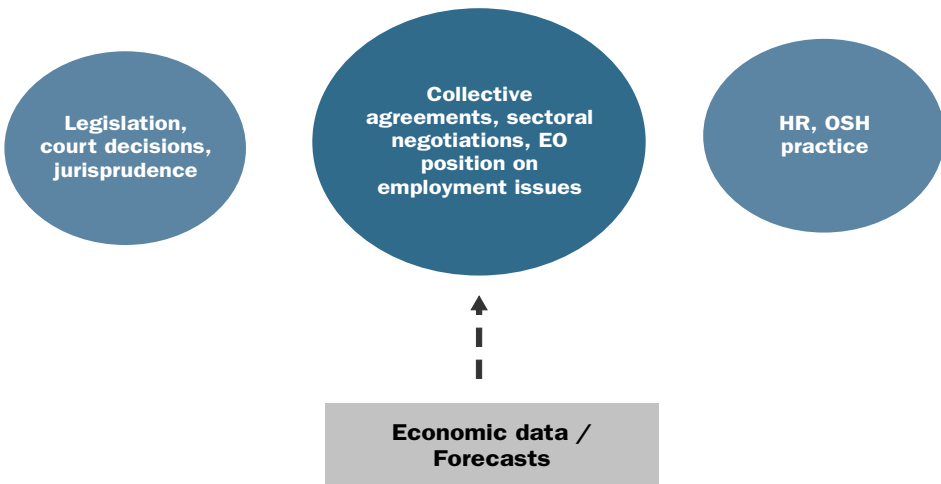 Legislation,
court decisions,
jurisprudence
Collective
agreements, sectoral
negotiations, EO
position on
employment issues
HR, OSH
practice
Economic data /
Forecasts